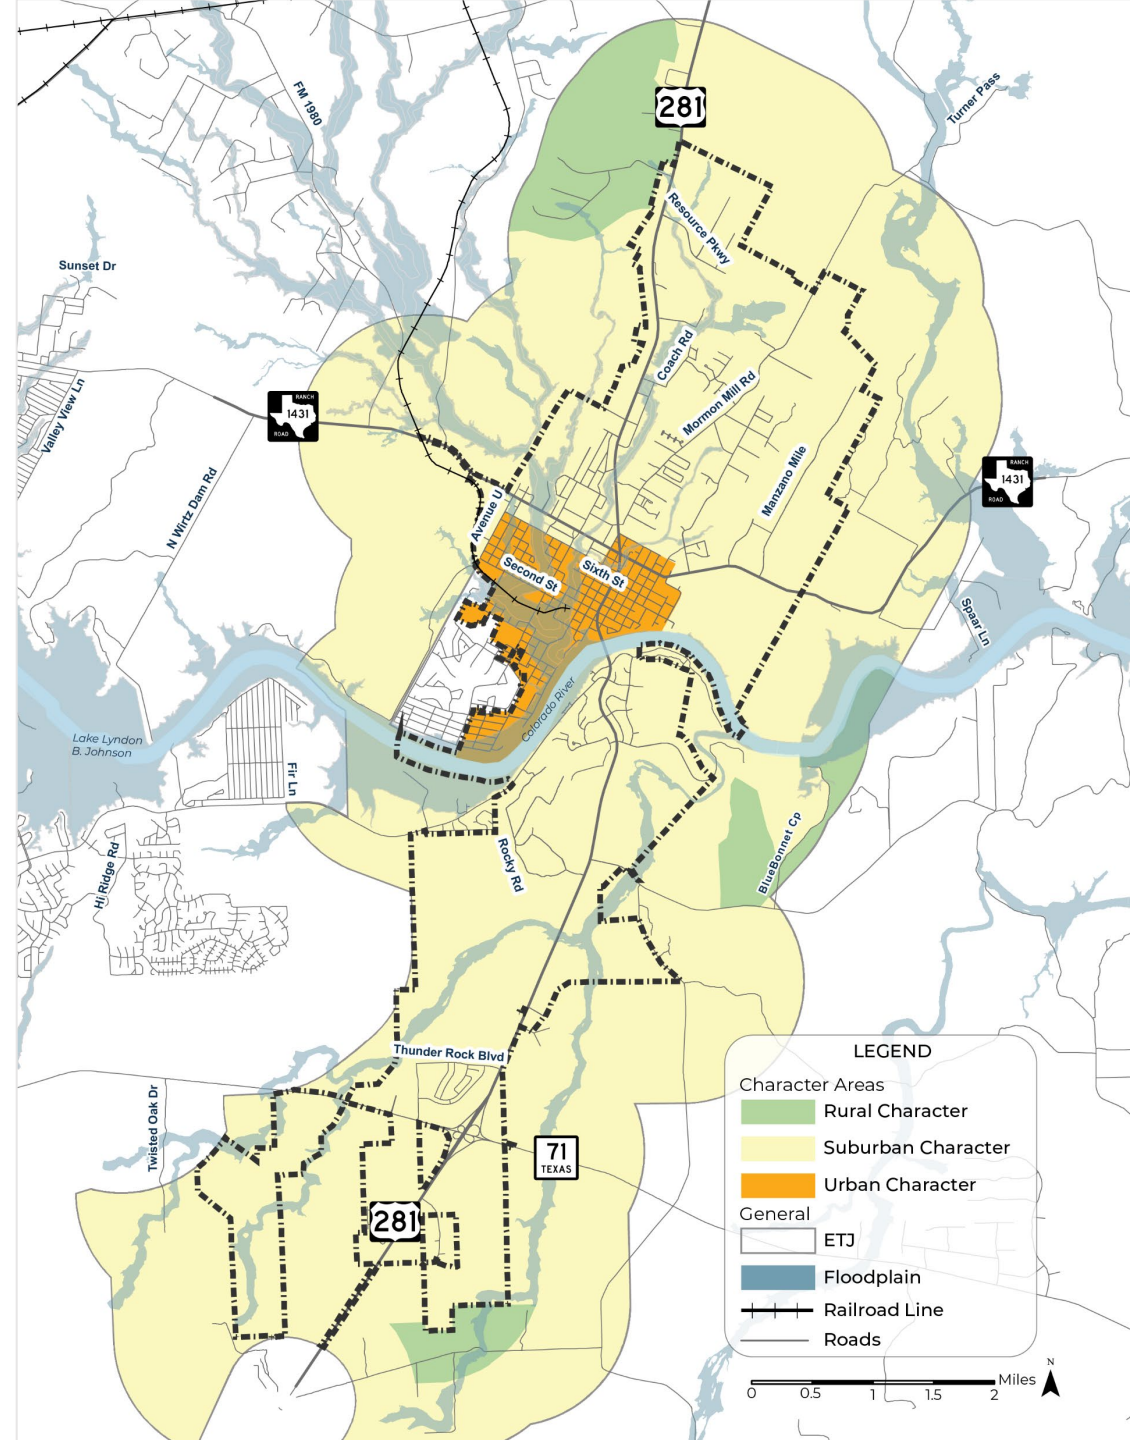 281
Turner Pass
FM 1980
Resource Pkwy
Sunset Dr
Coach Rd
Valley View Ln
RANCH
1431
ROAD
Mormon Mill Rd
N Wirtz Dam Rd
Manzano Mile
RANCH
1431
ROAD
Avenue U
Second St
Sixth St
Spaar Ln
Colorado River
Lake Lyndon
B. Johnson
Fir Ln
Hi Ridge Rd
Rocky Rd
BlueBonnet Cp
Thunder Rock Blvd
Twisted Oak Dr
71
TEXAS
281
LEGEND
Character Areas
Rural Character
Suburban Character
Urban Character
General
ETJ
Floodplain
Railroad Line
Roads
N
Miles
0 0.5 1 1.5 2